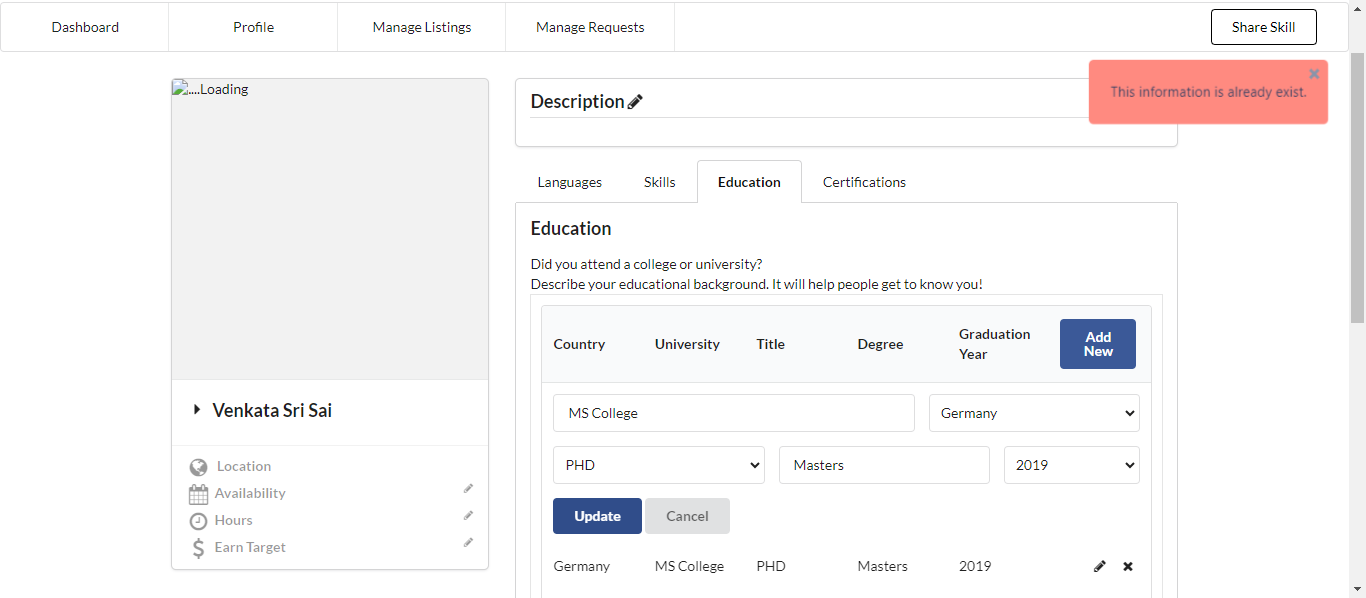 Dashboard Profile Manage Listings Manage Requests Share Skill
This information is already exist.
....Loading
Venkata Sri Sai
Location
Availability
Hours
Earn Target
Description
Languages Skills Education Certifications
Education
Did you attend a college or university?
Describe your educational background. It will help people get to know you!
Country University Title Degree Graduation Year Add New
MS College Germany
PHD Masters 2019
Update Cancel
Germany MS College PHD Masters 2019